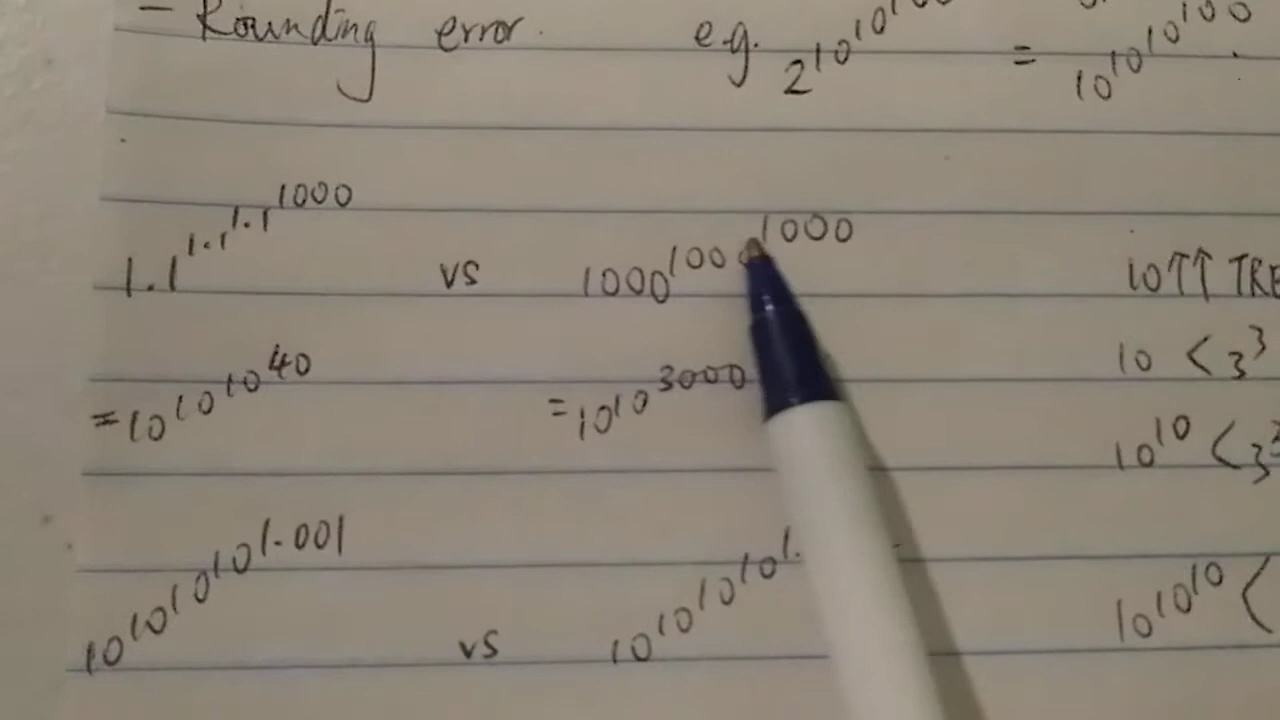 - Rounding error. e.g. 2^10^10^100 = 10^10^10^100.
1.1^1.1^1.1^1000 vs 1000^1000^1000 10↑↑ TRE
=10^10^10^40 =10^10^3000 10 < 3^3
10^10 < 3^3
10^10^10^10^1.001 vs 10^10^10^10^1. 10^10^10 <